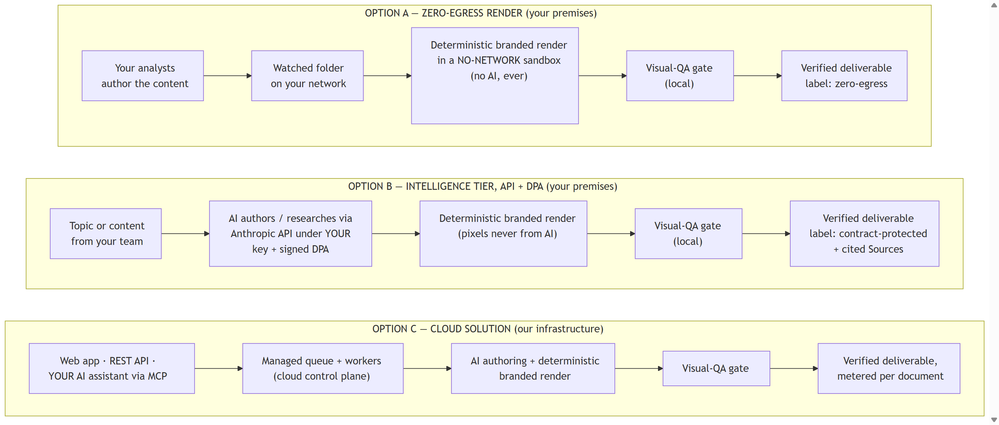 OPTION A — ZERO-EGRESS RENDER (your premises)
Your analysts
author the content
Watched folder
on your network
Deterministic branded render
in a NO-NETWORK sandbox
(no AI, ever)
Visual-QA gate
(local)
Verified deliverable
label: zero-egress
OPTION B — INTELLIGENCE TIER, API + DPA (your premises)
Topic or content
from your team
AI authors / researches via
Anthropic API under YOUR
key + signed DPA
Deterministic branded render
(pixels never from AI)
Visual-QA gate
(local)
Verified deliverable
label: contract-protected
+ cited Sources
OPTION C — CLOUD SOLUTION (our infrastructure)
Web app · REST API ·
YOUR AI assistant via MCP
Managed queue + workers
(cloud control plane)
AI authoring + deterministic
branded render
Visual-QA gate
Verified deliverable,
metered per document